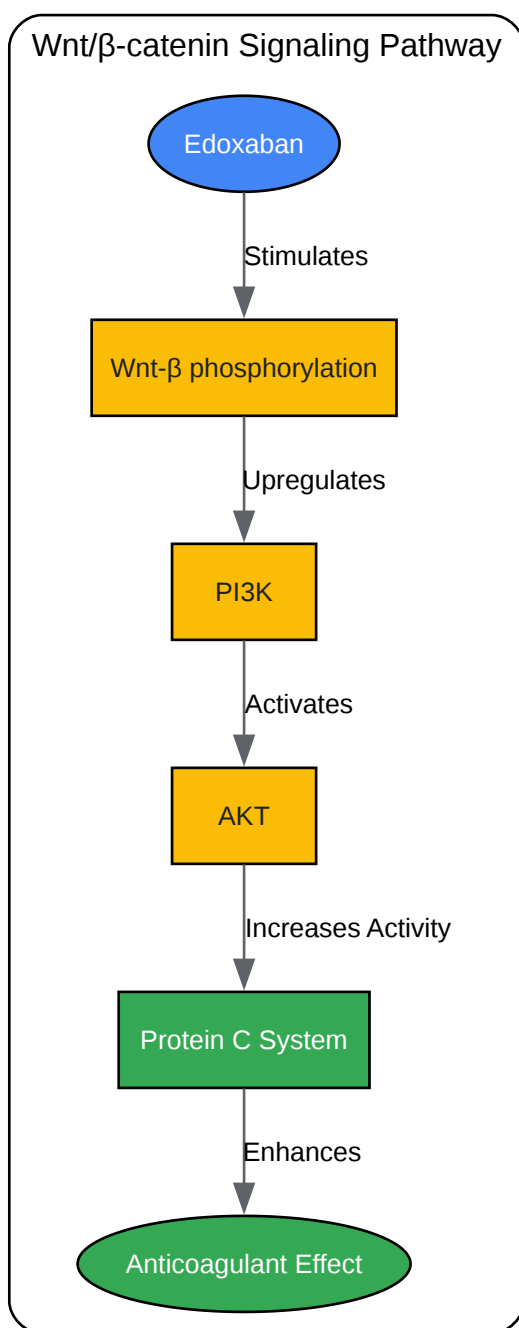 Wnt/β-catenin Signaling Pathway
Edoxaban
Stimulates
Wnt-β phosphorylation
Upregulates
PI3K
Activates
AKT
Increases Activity
Protein C System
Enhances
Anticoagulant Effect